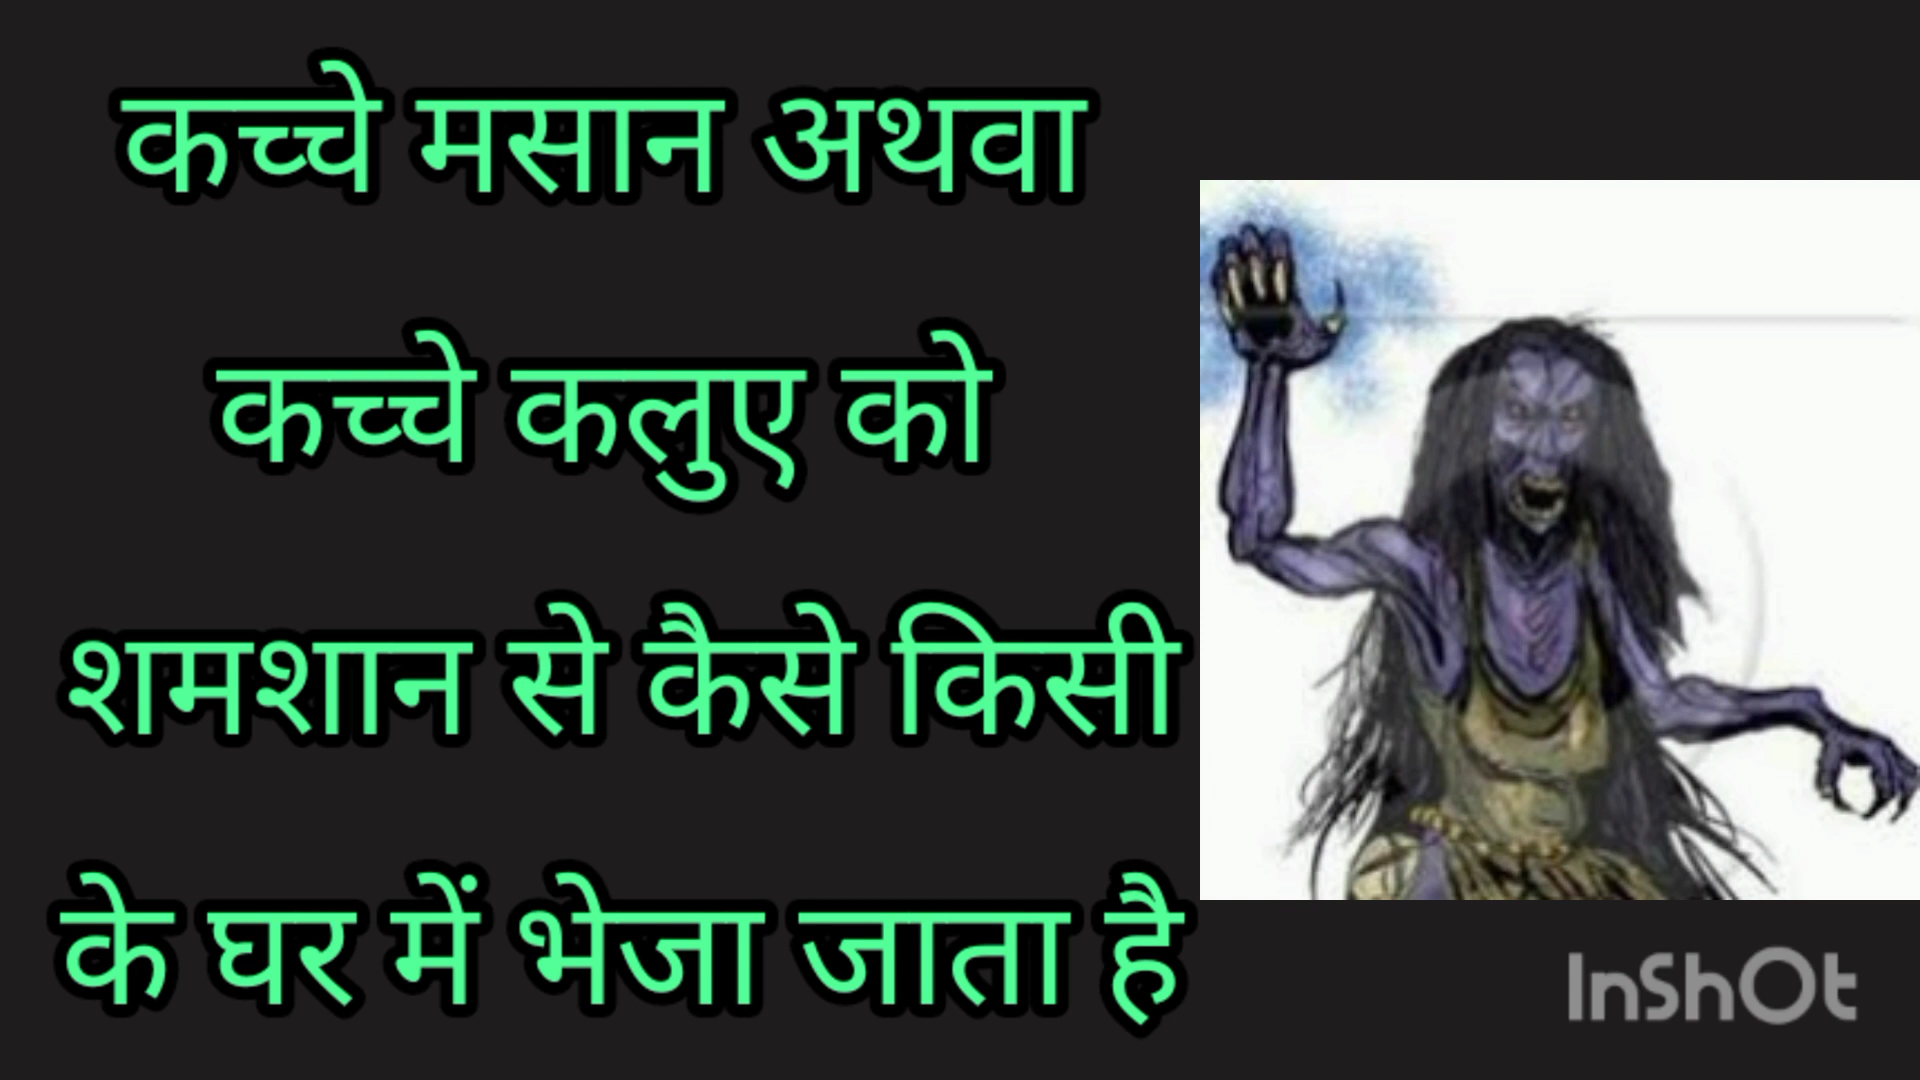 कच्चे मसान अथवा
कच्चे कलुए को
शमशान से कैसे किसी
के घर में भेजा जाता है
InShOt